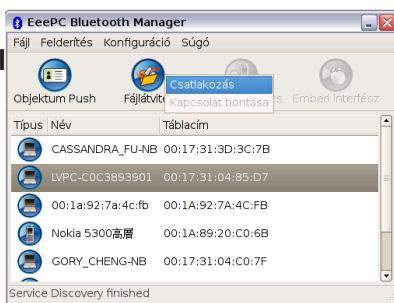 EeePC Bluetooth Manager
Fájl Felderítés Konfiguráció Súgó
Csatlakozás
Kapcsolat bontása
Objektum Push Fájlátvit s Emberi interfész
Típus Név Táblacím
CASSANDRA_FU-NB 00:17:31:3D:3C:7B
LVPC-C0C3893901 00:17:31:04:85:D7
00:1a:92:7a:4c:fb 00:1A:92:7A:4C:FB
Nokia 5300高層 00:1A:89:20:C0:6B
GORY_CHENG-NB 00:17:31:04:C0:7F
Service Discovery finished